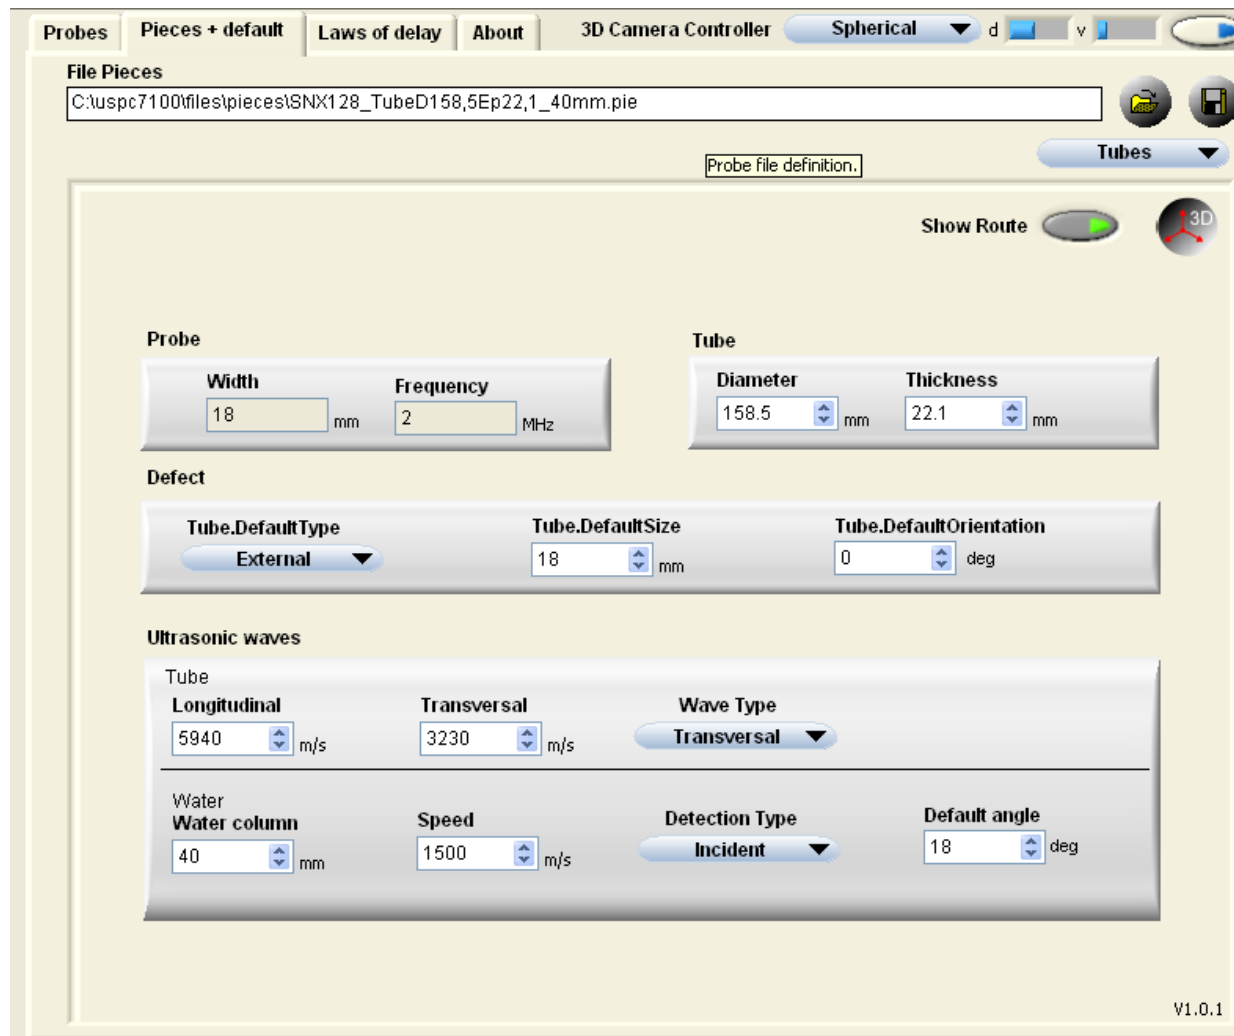 Probes Pieces + default Laws of delay About 3D Camera Controller Spherical d v
File Pieces
C:\uspc7100\files\pieces\SNX128_TubeD158,5Ep22,1_40mm.pie
Tubes
Probe file definition.
Show Route 3D
Probe Tube
Width Frequency Diameter Thickness
18 mm 2 MHz 158.5 mm 22.1 mm
Defect
Tube.DefaultType Tube.DefaultSize Tube.DefaultOrientation
External 18 mm 0 deg
Ultrasonic waves
Tube
Longitudinal Transversal Wave Type
5940 m/s 3230 m/s Transversal
Water
Water column Speed Detection Type Default angle
40 mm 1500 m/s Incident 18 deg
V1.0.1